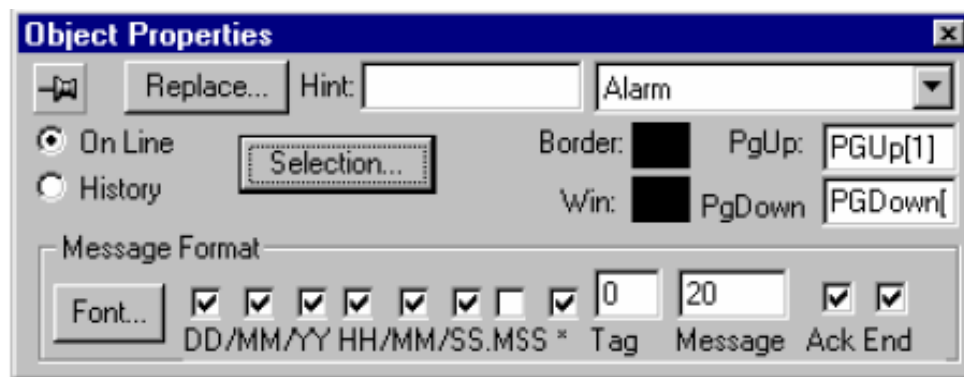 Object Properties
Replace... Hint: Alarm
On Line Selection... Border: PgUp: PGUp[1]
History Win: PgDown PGDown[
Message Format
Font... 0 20
DD/MM/YY HH/MM/SS.MSS * Tag Message Ack End